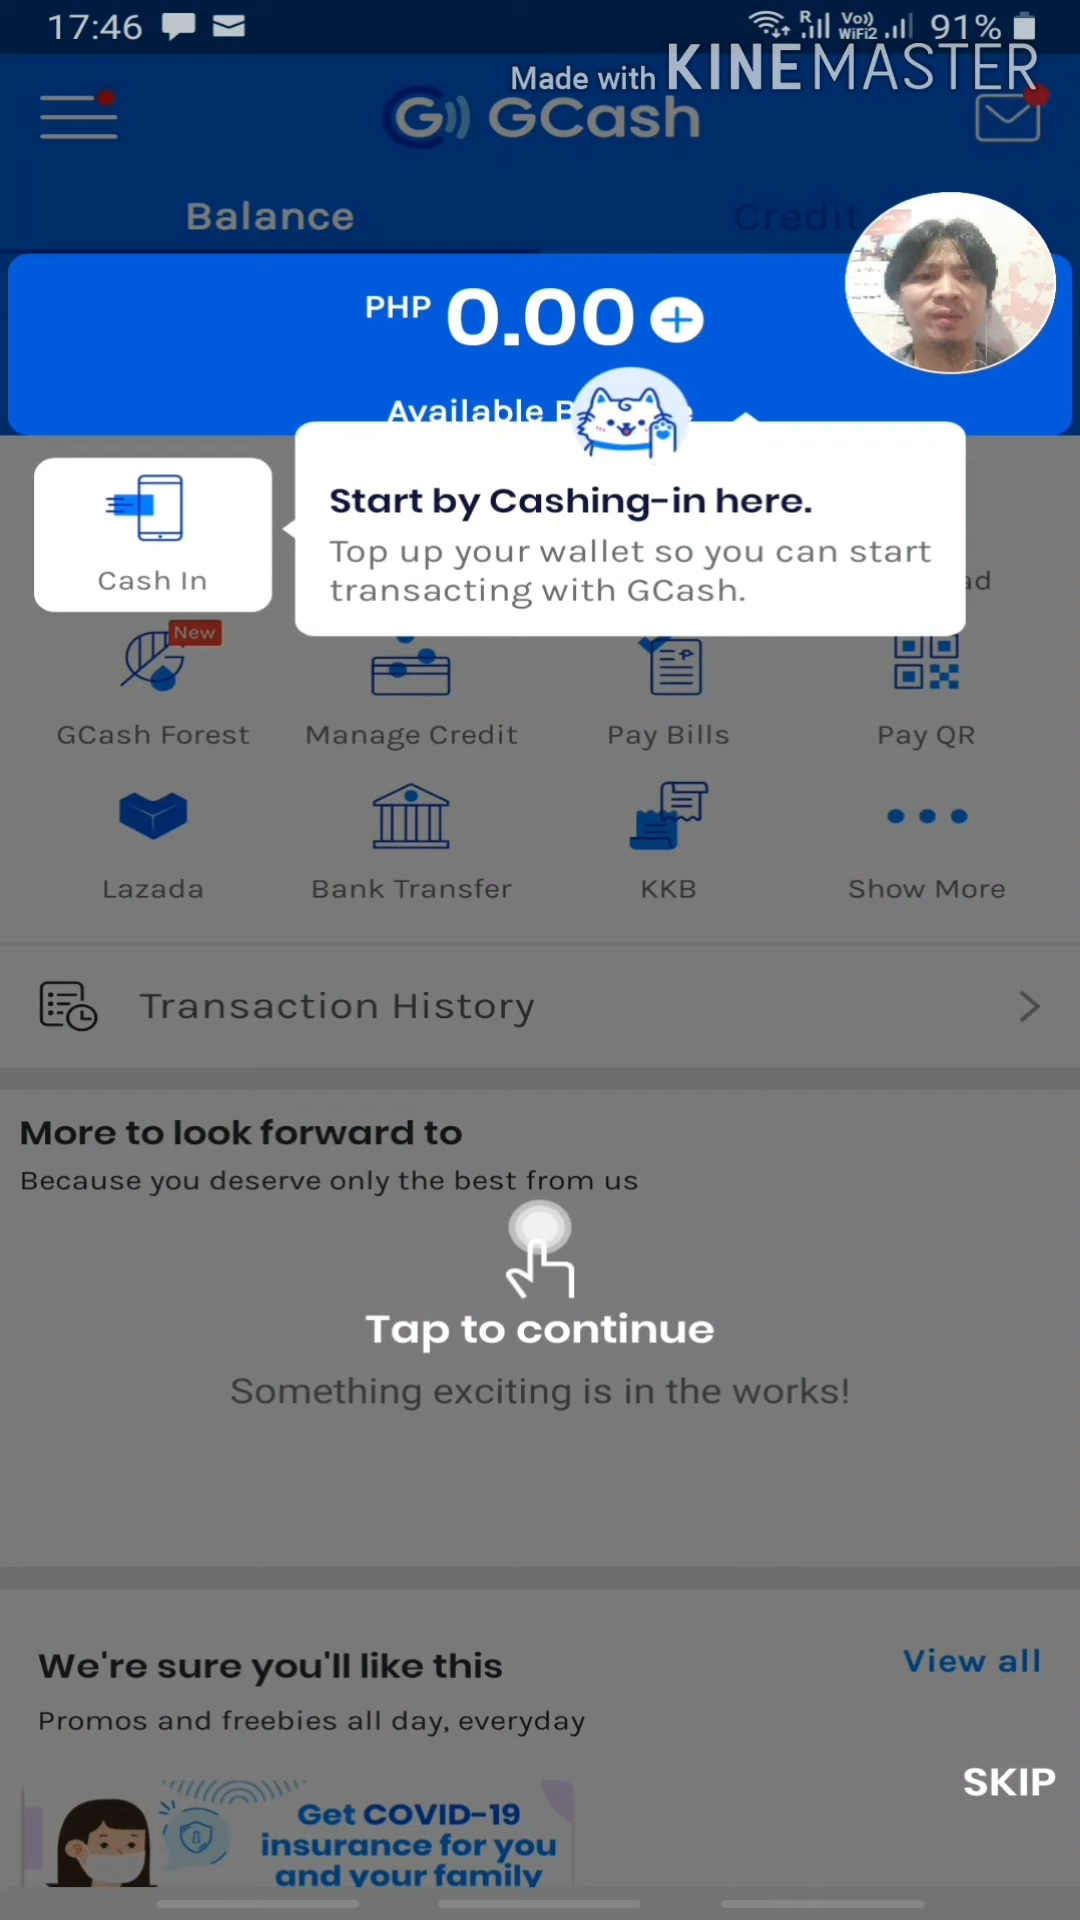 17:46
R Vo)) WiFi2 91%
Made with KINEMASTER
G GCash
Balance
Credit
PHP 0.00
Available B
Start by Cashing-in here.
Top up your wallet so you can start
transacting with GCash.
Cash In
ad
New
GCash Forest
Manage Credit
Pay Bills
Pay QR
Lazada
Bank Transfer
KKB
Show More
Transaction History
More to look forward to
Because you deserve only the best from us
Tap to continue
Something exciting is in the works!
We're sure you'll like this
View all
Promos and freebies all day, everyday
SKIP
Get COVID-19
insurance for you
and your family